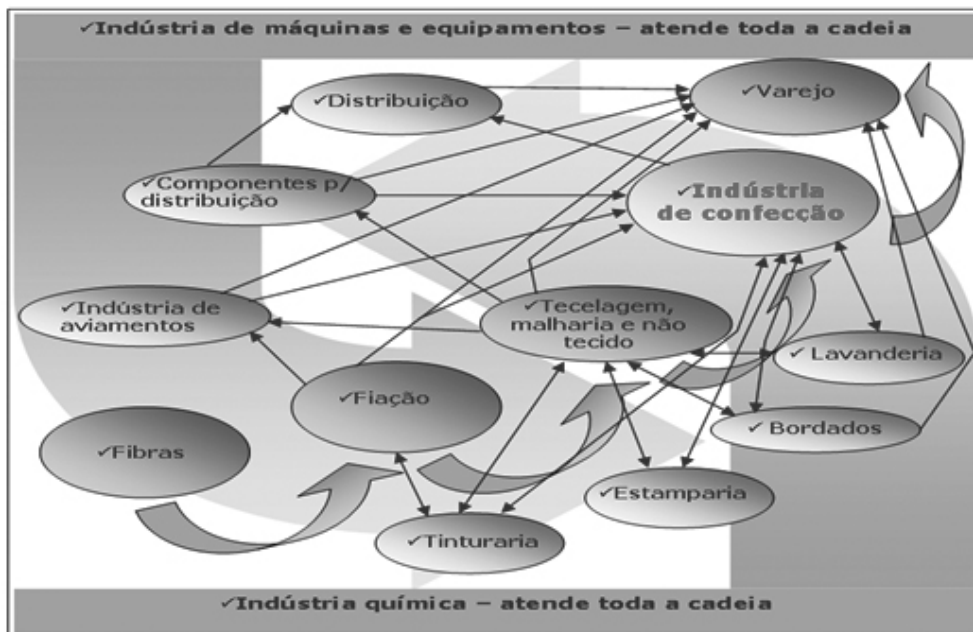 ✓Indústria de máquinas e equipamentos – atende toda a cadeia
✓Distribuição
✓Varejo
✓Componentes p/
distribuição
✓Indústria
de confecção
✓Indústria de
aviamentos
✓Tecelagem,
malharia e não
tecido
✓Lavanderia
✓Fiação
✓Bordados
✓Fibras
✓Estamparia
✓Tinturaria
✓Indústria química – atende toda a cadeia